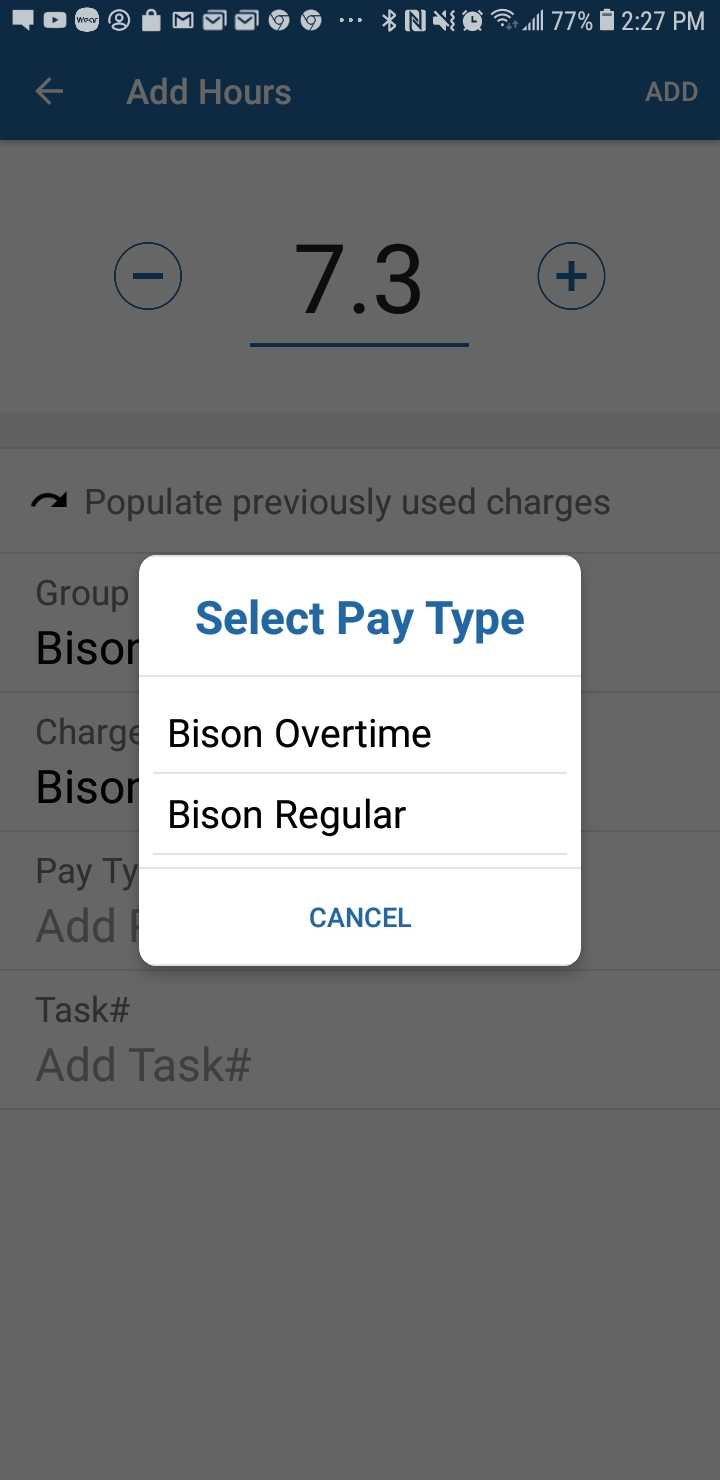 77% 2:27 PM
Add Hours ADD
7.3
Populate previously used charges
Group
Bison
Select Pay Type
Bison Overtime
Charge
Bison
Bison Regular
Pay Ty
Add
CANCEL
Task#
Add Task#